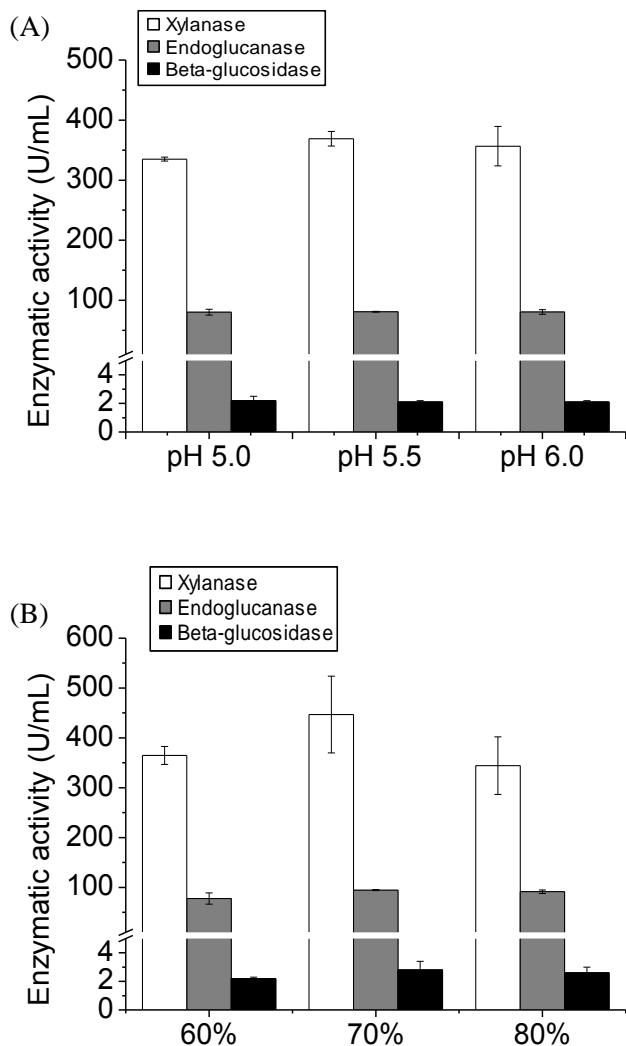 (A)
Xylanase
Endoglucanase
Beta-glucosidase
Enzymatic activity (U/mL)
500
400
300
200
100
4
2
0
pH 5.0 pH 5.5 pH 6.0
(B)
Xylanase
Endoglucanase
Beta-glucosidase
Enzymatic activity (U/mL)
600
500
400
300
200
100
4
2
0
60% 70% 80%